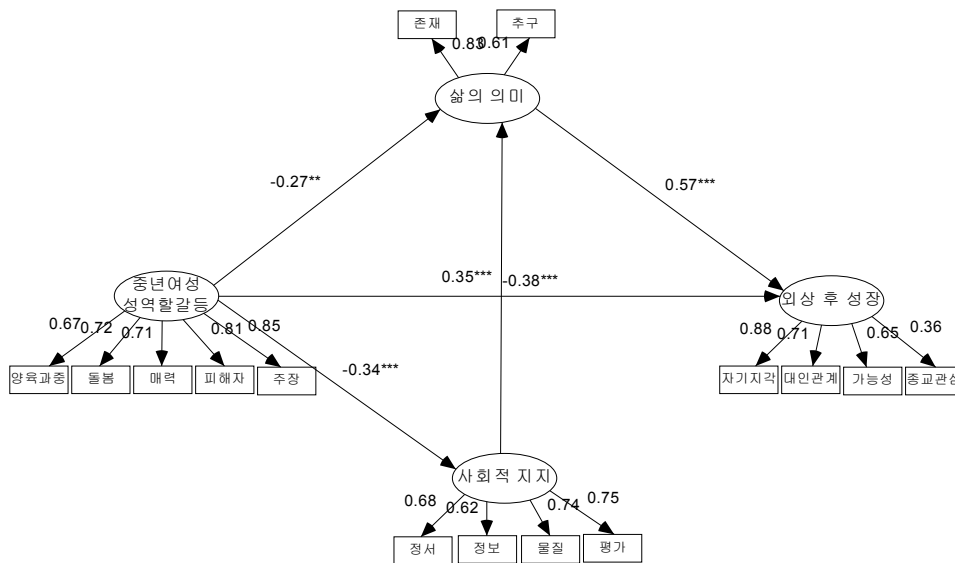 존재
추구
0.83
0.61
삶의 의미
-0.27**
0.57***
중년여성
성역할갈등
0.35***
-0.38***
외상 후 성장
0.67
0.72
0.71
0.81
0.85
0.88
0.71
0.65
0.36
양육과중
돌봄
매력
피해자
주장
자기지각
대인관계
가능성
종교관심
-0.34***
사회적 지지
0.68
0.62
0.74
0.75
정서
정보
물질
평가